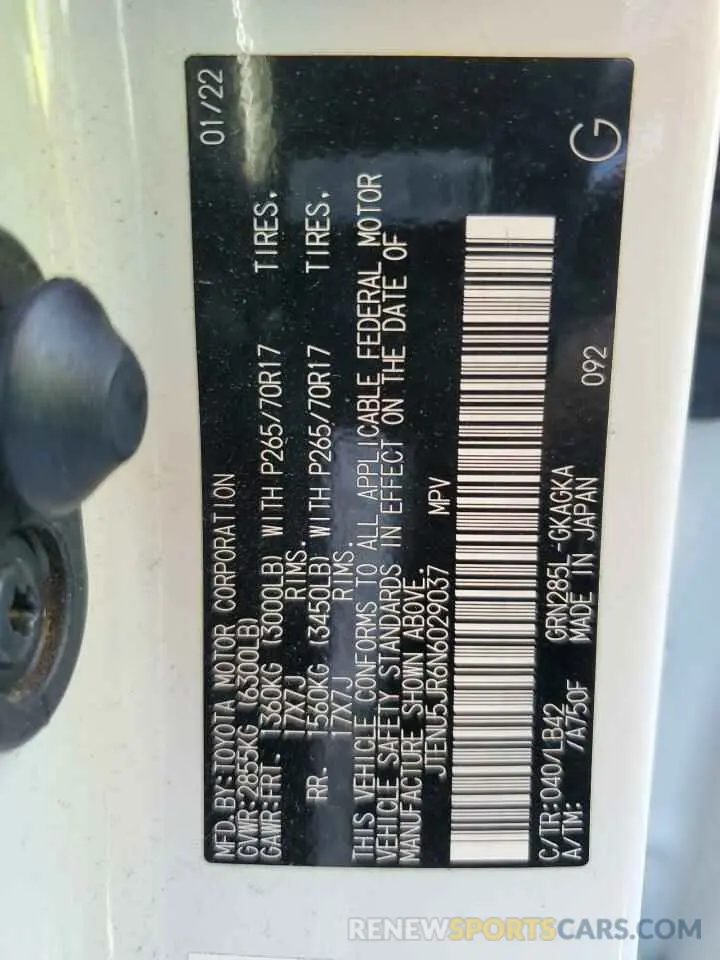 MFD.BY:TOYOTA MOTOR CORPORATION 01/22
GVWR:2855KG (6300LB)
GAWR:FRT. 1360KG (3000LB) WITH P265/70R17 TIRES,
17X7J RIMS.
RR. 1560KG (3450LB) WITH P265/70R17 TIRES,
17X7J RIMS.
THIS VEHICLE CONFORMS TO ALL APPLICABLE FEDERAL MOTOR
VEHICLE SAFETY STANDARDS IN EFFECT ON THE DATE OF
MANUFACTURE SHOWN ABOVE.
JTENU5JR6N6029037 MPV
C/TR:040/LB42 GRN285L-GKAGKA 092 G
A/TM: /A750F MADE IN JAPAN
RENEWSPORTSCARS.COM